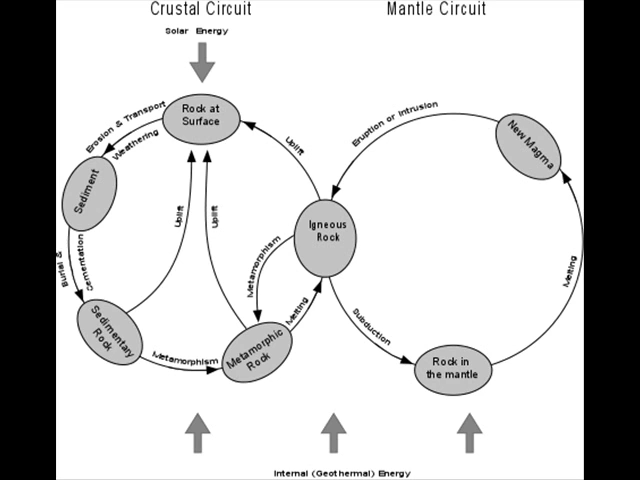 Crustal Circuit
Mantle Circuit
Solar Energy
Rock at
Surface
Erosion & Transport
Weathering
Sediment
Burial &
Cementation
Sedimentary
Rock
Uplift
Uplift
Uplift
Metamorphism
Metamorphic
Rock
Metamorphism
Melting
Igneous
Rock
Eruption or Intrusion
New Magma
Melting
Subduction
Rock in
the mantle
Internal (Geothermal) Energy